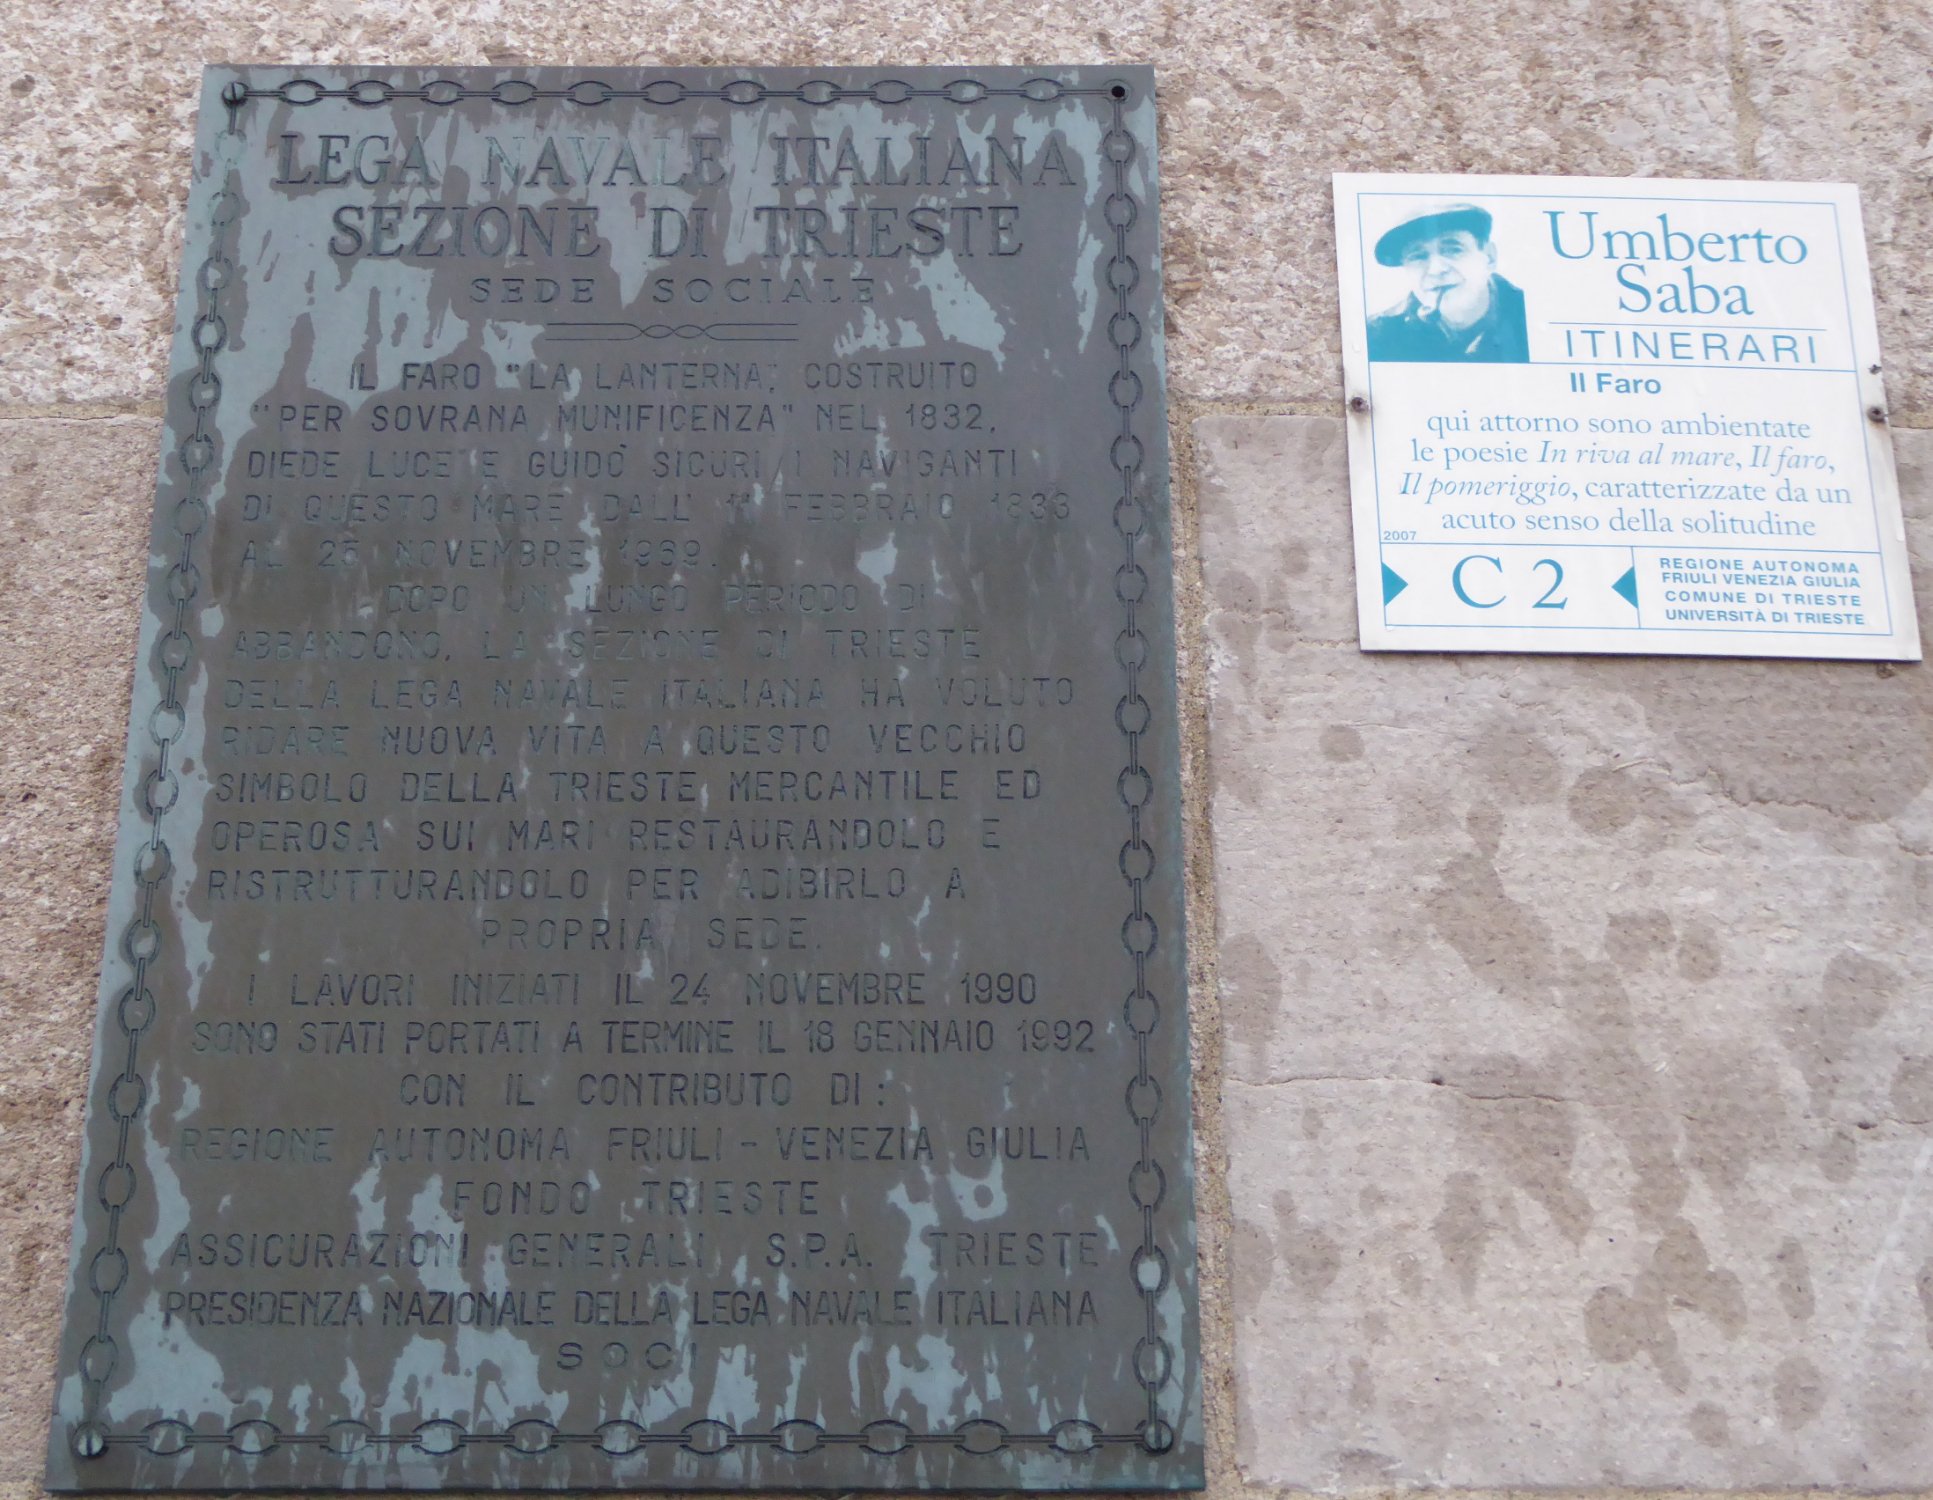 LEGA NAVALE ITALIANA
SEZIONE DI TRIESTE
SEDE SOCIALE
IL FARO "LA LANTERNA", COSTRUITO
"PER SOVRANA MUNIFICENZA" NEL 1832,
DIEDE LUCE E GUIDÒ SICURI I NAVIGANTI
DI QUESTO MARE DALL' 1° FEBBRAIO 1833
AL 25 NOVEMBRE 1969.
DOPO UN LUNGO PERIODO DI
ABBANDONO, LA SEZIONE DI TRIESTE
DELLA LEGA NAVALE ITALIANA HA VOLUTO
RIDARE NUOVA VITA A QUESTO VECCHIO
SIMBOLO DELLA TRIESTE MERCANTILE ED
OPEROSA SUI MARI RESTAURANDOLO E
RISTRUTTURANDOLO PER ADIBIRLO A
PROPRIA SEDE.
I LAVORI INIZIATI IL 24 NOVEMBRE 1990
SONO STATI PORTATI A TERMINE IL 18 GENNAIO 1992
CON IL CONTRIBUTO DI:
REGIONE AUTONOMA FRIULI - VENEZIA GIULIA
FONDO TRIESTE
ASSICURAZIONI GENERALI S.P.A. TRIESTE
PRESIDENZA NAZIONALE DELLA LEGA NAVALE ITALIANA
SOCI
Umberto
Saba
ITINERARI
Il Faro
qui attorno sono ambientate
le poesie In riva al mare, Il faro,
Il pomeriggio, caratterizzate da un
acuto senso della solitudine
2007
C 2
REGIONE AUTONOMA
FRIULI VENEZIA GIULIA
COMUNE DI TRIESTE
UNIVERSITÀ DI TRIESTE